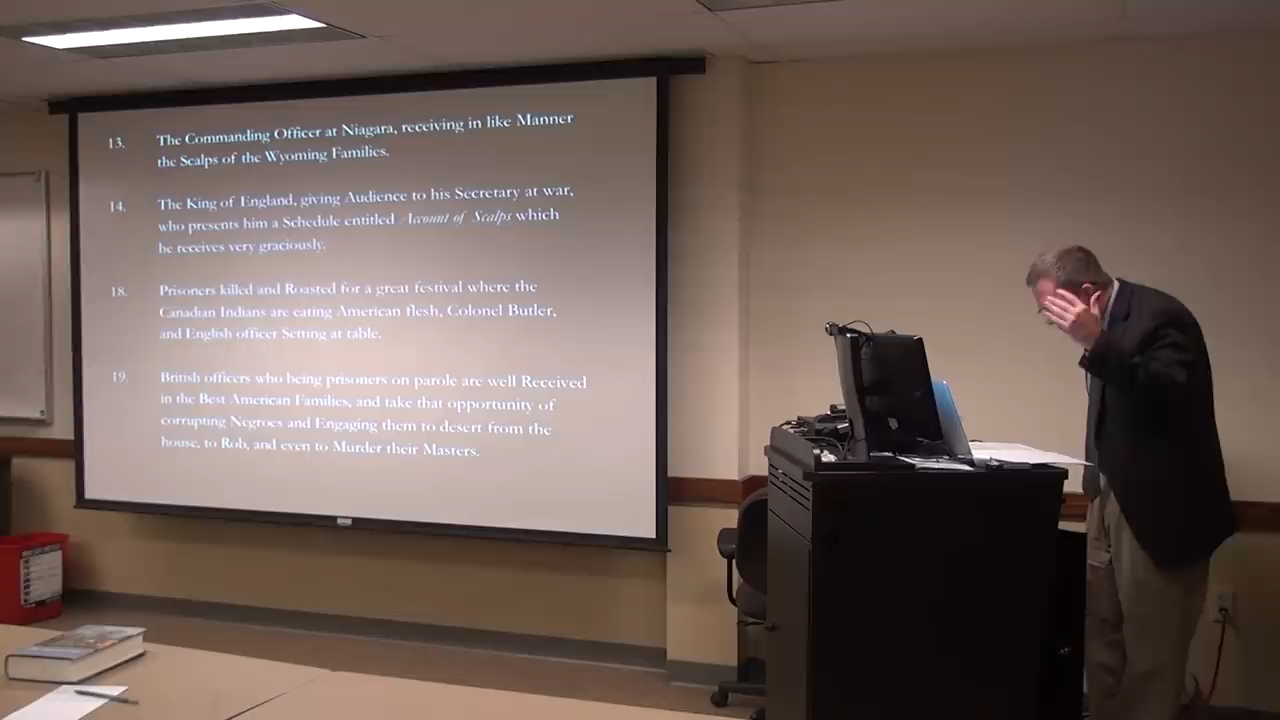 13. The Commanding Officer at Niagara, receiving in like Manner
the Scalps of the Wyoming Families.
14. The King of England, giving Audience to his Secretary at war,
who presents him a Schedule entitled Account of Scalps which
he receives very graciously.
18. Prisoners killed and Roasted for a great festival where the
Canadian Indians are eating American flesh, Colonel Butler,
and English officer Setting at table.
19. British officers who being prisoners on parole are well Received
in the Best American Families, and take that opportunity of
corrupting Negroes and Engaging them to desert from the
house, to Rob, and even to Murder their Masters.